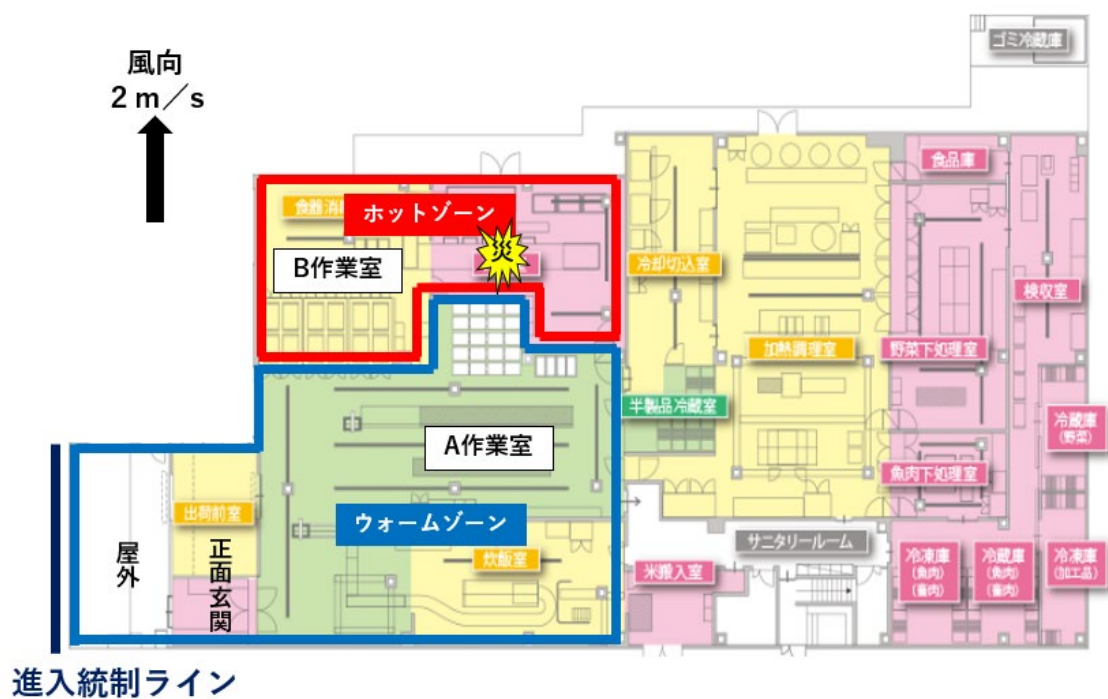 ゴミ冷蔵庫
風向
2 m／s
食品庫
ホットゾーン
災
B作業室
冷却切込室
検収室
加熱調理室
野菜下処理室
半製品冷蔵室
冷蔵庫
(野菜)
A作業室
魚肉下処理室
出荷前室
ウォームゾーン
サニタリールーム
屋外
正面玄関
炊飯室
米搬入室
冷凍庫
(魚肉)
(畜肉)
冷蔵庫
(魚肉)
(畜肉)
冷凍庫
(加工品)
進入統制ライン